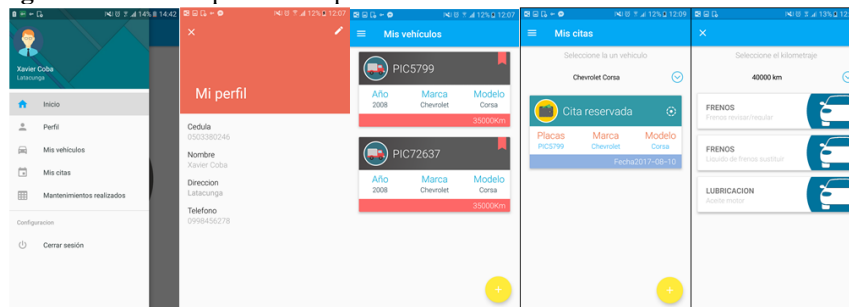 14% 14:42
Xavier Coba
Latacunga
Inicio
Perfil
Mis vehículos
Mis citas
Mantenimientos realizados
Configuracion
Cerrar sesión
12% 12:07
Mi perfil
Cedula
0503380246
Nombre
Xavier Coba
Direccion
Latacunga
Telefono
0998456278
12% 12:07
Mis vehículos
PIC5799
Año Marca Modelo
2008 Chevrolet Corsa
35000Km
PIC72637
Año Marca Modelo
2008 Chevrolet Corsa
35000Km
+
12% 12:09
Mis citas
Seleccione la un vehiculo
Chevrolet Corsa
Cita reservada
Placas Marca Modelo
PIC5799 Chevrolet Corsa
Fecha2017-08-10
+
13%
Seleccione el kilometraje
40000 km
FRENOS
Frenos revisar/regular
FRENOS
Liquido de frenos sustituir
LUBRICACION
Aceite motor